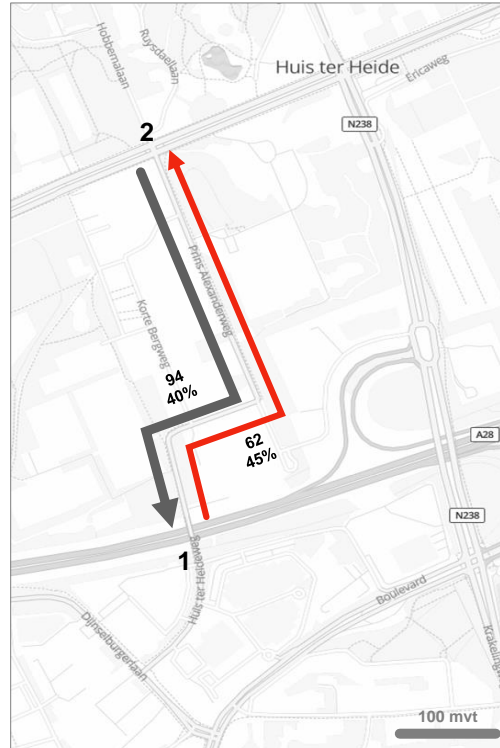 Hobbemalaan
Ruysdaellaan
Huis ter Heide
Ericaweg
N238
2
Prins Alexanderweg
Korte Bergweg
94
40%
62
45%
A28
N238
1
Huis ter Heideweg
Boulevard
Dijnselburgerlaan
Krakelingw
100 mvt